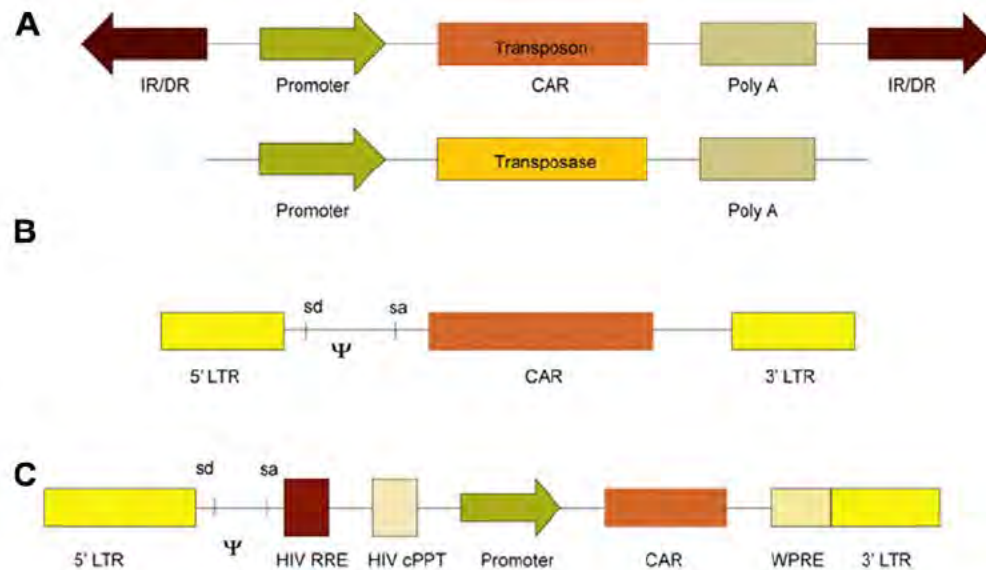 A
Transposon
IR/DR Promoter CAR Poly A IR/DR
Transposase
Promoter Poly A
B
sd sa
Ψ
5' LTR CAR 3' LTR
C
sd sa
Ψ
5' LTR HIV RRE HIV cPPT Promoter CAR WPRE 3' LTR